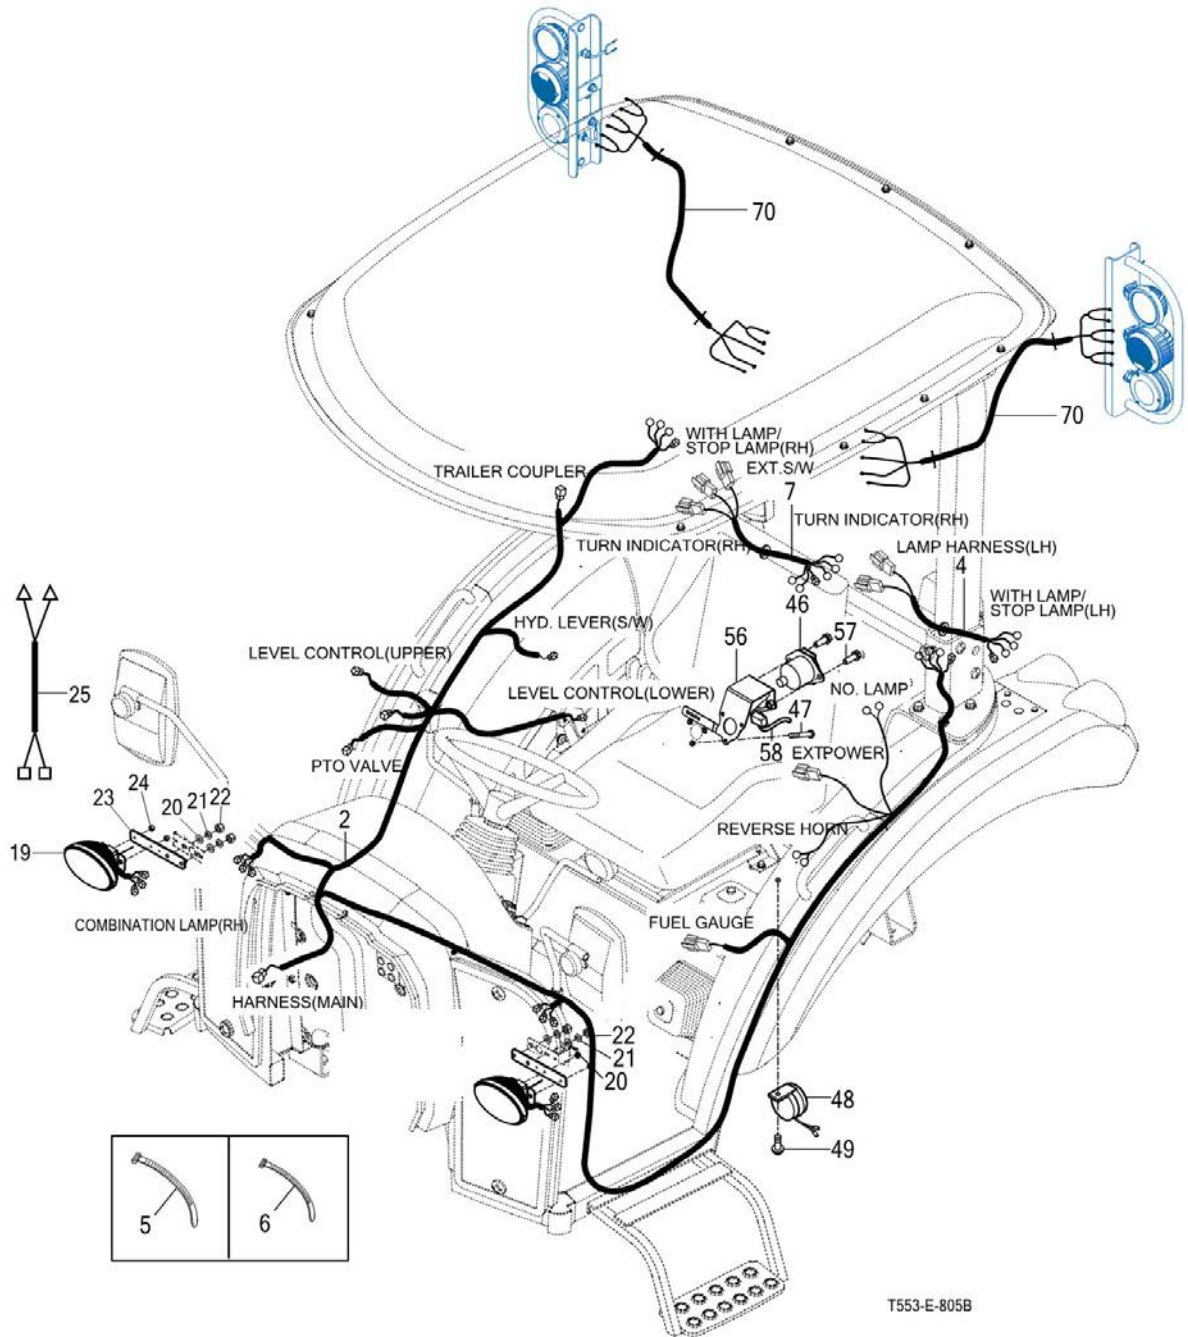 70
70
WITH LAMP/
STOP LAMP(RH)
TRAILER COUPLER
EXT.S/W
7
TURN INDICATOR(RH)
TURN INDICATOR(RH)
LAMP HARNESS(LH)
4
46
WITH LAMP/
STOP LAMP(LH)
HYD. LEVER(S/W)
56
57
LEVEL CONTROL(UPPER)
25
LEVEL CONTROL(LOWER)
NO. LAMP
47
58
EXTPOWER
PTO VALVE
24
23
20
21
22
2
REVERSE HORN
19
COMBINATION LAMP(RH)
FUEL GAUGE
HARNESS(MAIN)
22
21
20
48
49
5
6
T553-E-805B